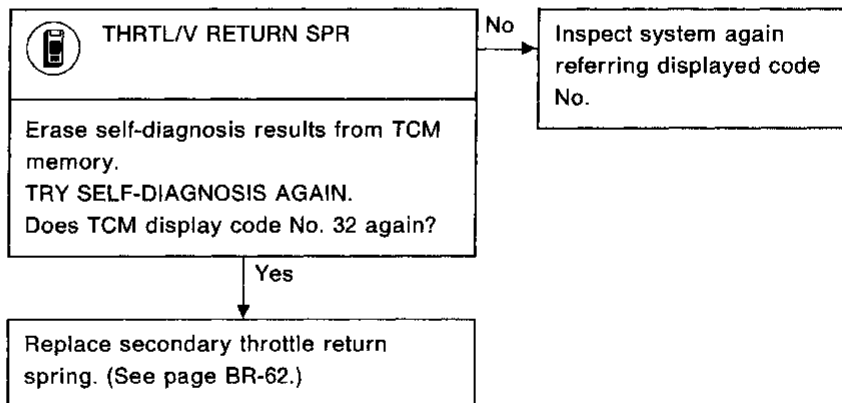 THRTL/V RETURN SPR
No
Inspect system again
referring displayed code
No.
Erase self-diagnosis results from TCM
memory.
TRY SELF-DIAGNOSIS AGAIN.
Does TCM display code No. 32 again?
Yes
Replace secondary throttle return
spring. (See page BR-62.)